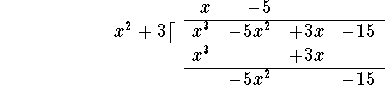 x −5
x² + 3⌈ x³ −5x² +3x −15
x³ +3x
−5x² −15